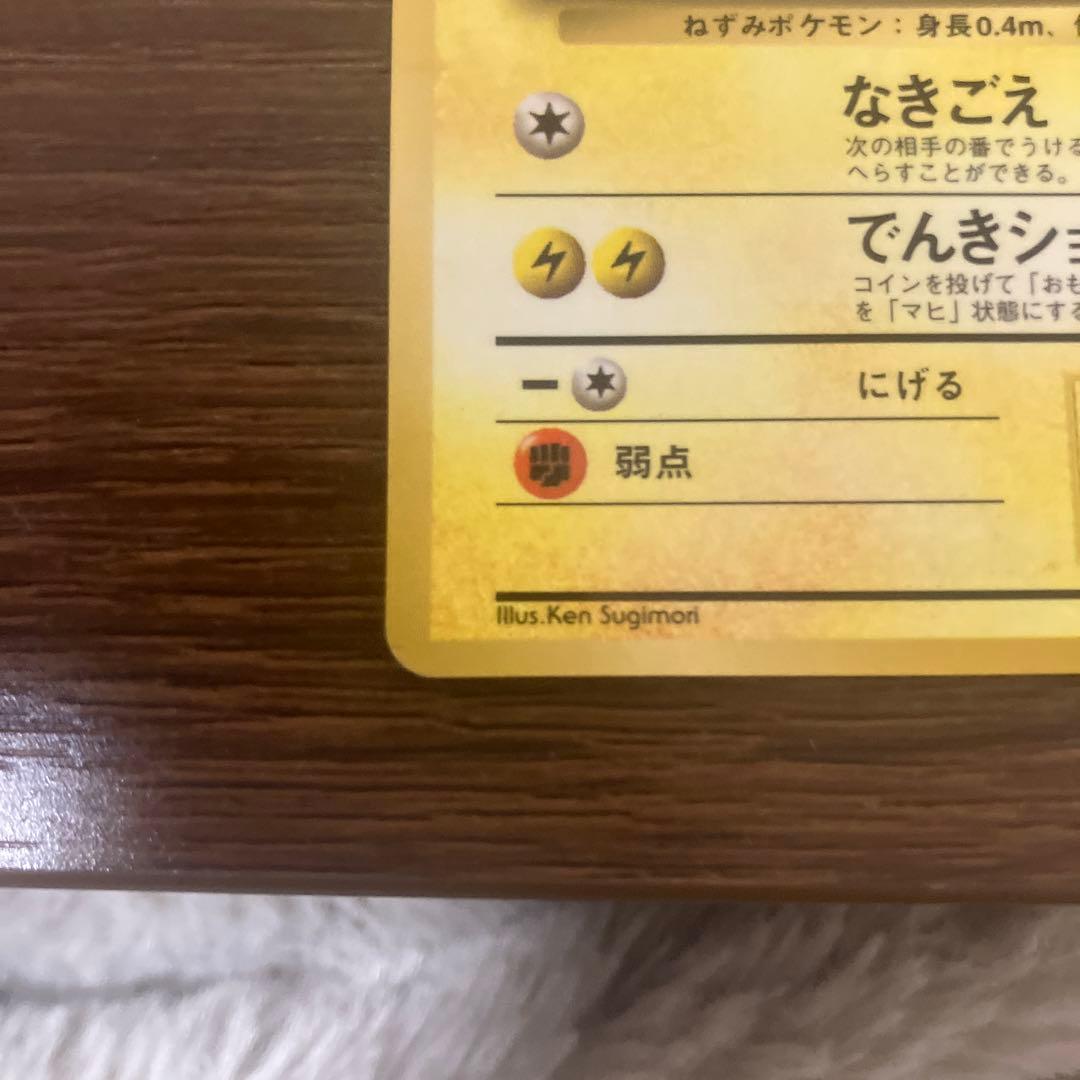 ねずみポケモン：身長0.4m、
なきごえ
次の相手の番でうける
へらすことができる。
でんきショ
コインを投げて「おも
を「マヒ」状態にする
にげる
弱点
Illus.Ken Sugimori